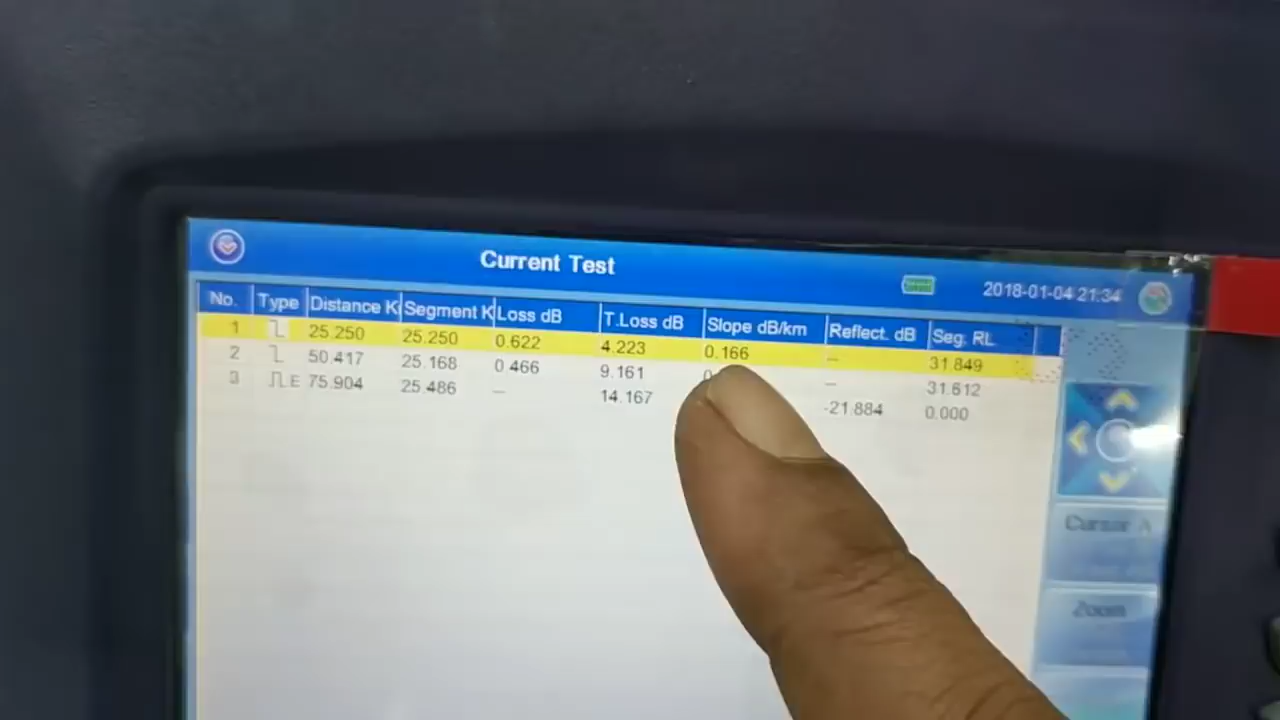 Current Test
2018-01-04 21:34
No. Type Distance K Segment K Loss dB T.Loss dB Slope dB/km Reflect. dB Seg. RL
1 25.250 25.250 0.622 4.223 0.166 -- 31.849
2 50.417 25.168 0.466 9.161 -- 31.612
3 E 75.904 25.486 -- 14.167 -21.884 0.000
Cursor A
Zoom